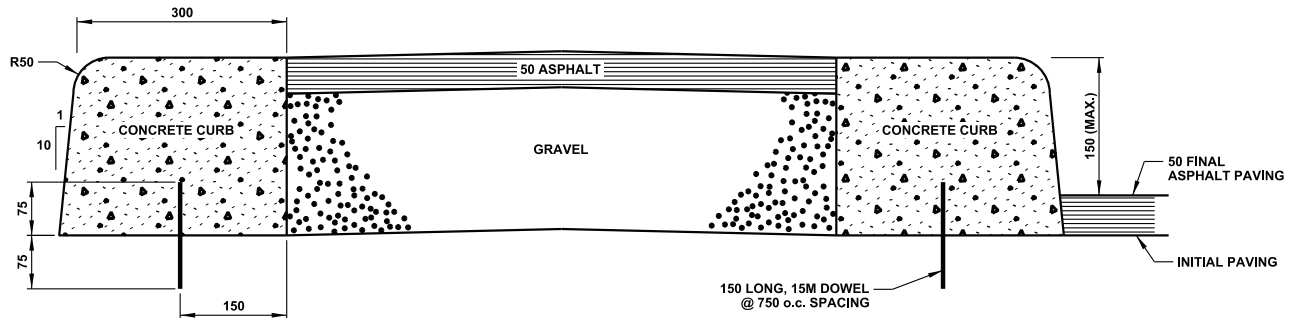 300
R50
50 ASPHALT
1
10
CONCRETE CURB
CONCRETE CURB
150 (MAX.)
GRAVEL
50 FINAL
ASPHALT PAVING
75
75
INITIAL PAVING
150 LONG, 15M DOWEL
@ 750 o.c. SPACING
150